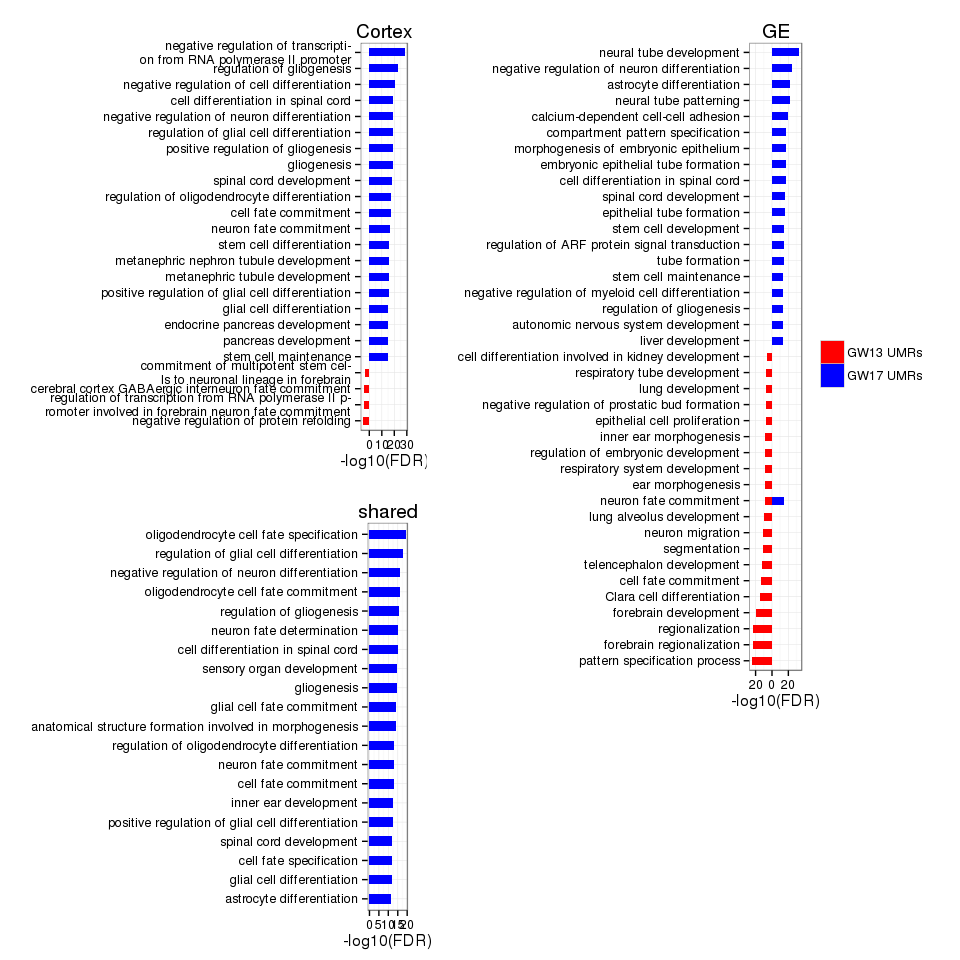 Cortex
negative regulation of transcripti-
on from RNA polymerase II promoter
regulation of gliogenesis
negative regulation of cell differentiation
cell differentiation in spinal cord
negative regulation of neuron differentiation
regulation of glial cell differentiation
positive regulation of gliogenesis
gliogenesis
spinal cord development
regulation of oligodendrocyte differentiation
cell fate commitment
neuron fate commitment
stem cell differentiation
metanephric nephron tubule development
metanephric tubule development
positive regulation of glial cell differentiation
glial cell differentiation
endocrine pancreas development
pancreas development
stem cell maintenance
commitment of multipotent stem cel-
ls to neuronal lineage in forebrain
cerebral cortex GABAergic interneuron fate commitment
regulation of transcription from RNA polymerase II p-
romoter involved in forebrain neuron fate commitment
negative regulation of protein refolding
0 10 20 30
-log10(FDR)
GE
neural tube development
negative regulation of neuron differentiation
astrocyte differentiation
neural tube patterning
calcium-dependent cell-cell adhesion
compartment pattern specification
morphogenesis of embryonic epithelium
embryonic epithelial tube formation
cell differentiation in spinal cord
spinal cord development
epithelial tube formation
stem cell development
regulation of ARF protein signal transduction
tube formation
stem cell maintenance
negative regulation of myeloid cell differentiation
regulation of gliogenesis
autonomic nervous system development
liver development
cell differentiation involved in kidney development
respiratory tube development
lung development
negative regulation of prostatic bud formation
epithelial cell proliferation
inner ear morphogenesis
regulation of embryonic development
respiratory system development
ear morphogenesis
neuron fate commitment
lung alveolus development
neuron migration
segmentation
telencephalon development
cell fate commitment
Clara cell differentiation
forebrain development
regionalization
forebrain regionalization
pattern specification process
20 0 20
-log10(FDR)
GW13 UMRs
GW17 UMRs
shared
oligodendrocyte cell fate specification
regulation of glial cell differentiation
negative regulation of neuron differentiation
oligodendrocyte cell fate commitment
regulation of gliogenesis
neuron fate determination
cell differentiation in spinal cord
sensory organ development
gliogenesis
glial cell fate commitment
anatomical structure formation involved in morphogenesis
regulation of oligodendrocyte differentiation
neuron fate commitment
cell fate commitment
inner ear development
positive regulation of glial cell differentiation
spinal cord development
cell fate specification
glial cell differentiation
astrocyte differentiation
0 5 10 15 20
-log10(FDR)